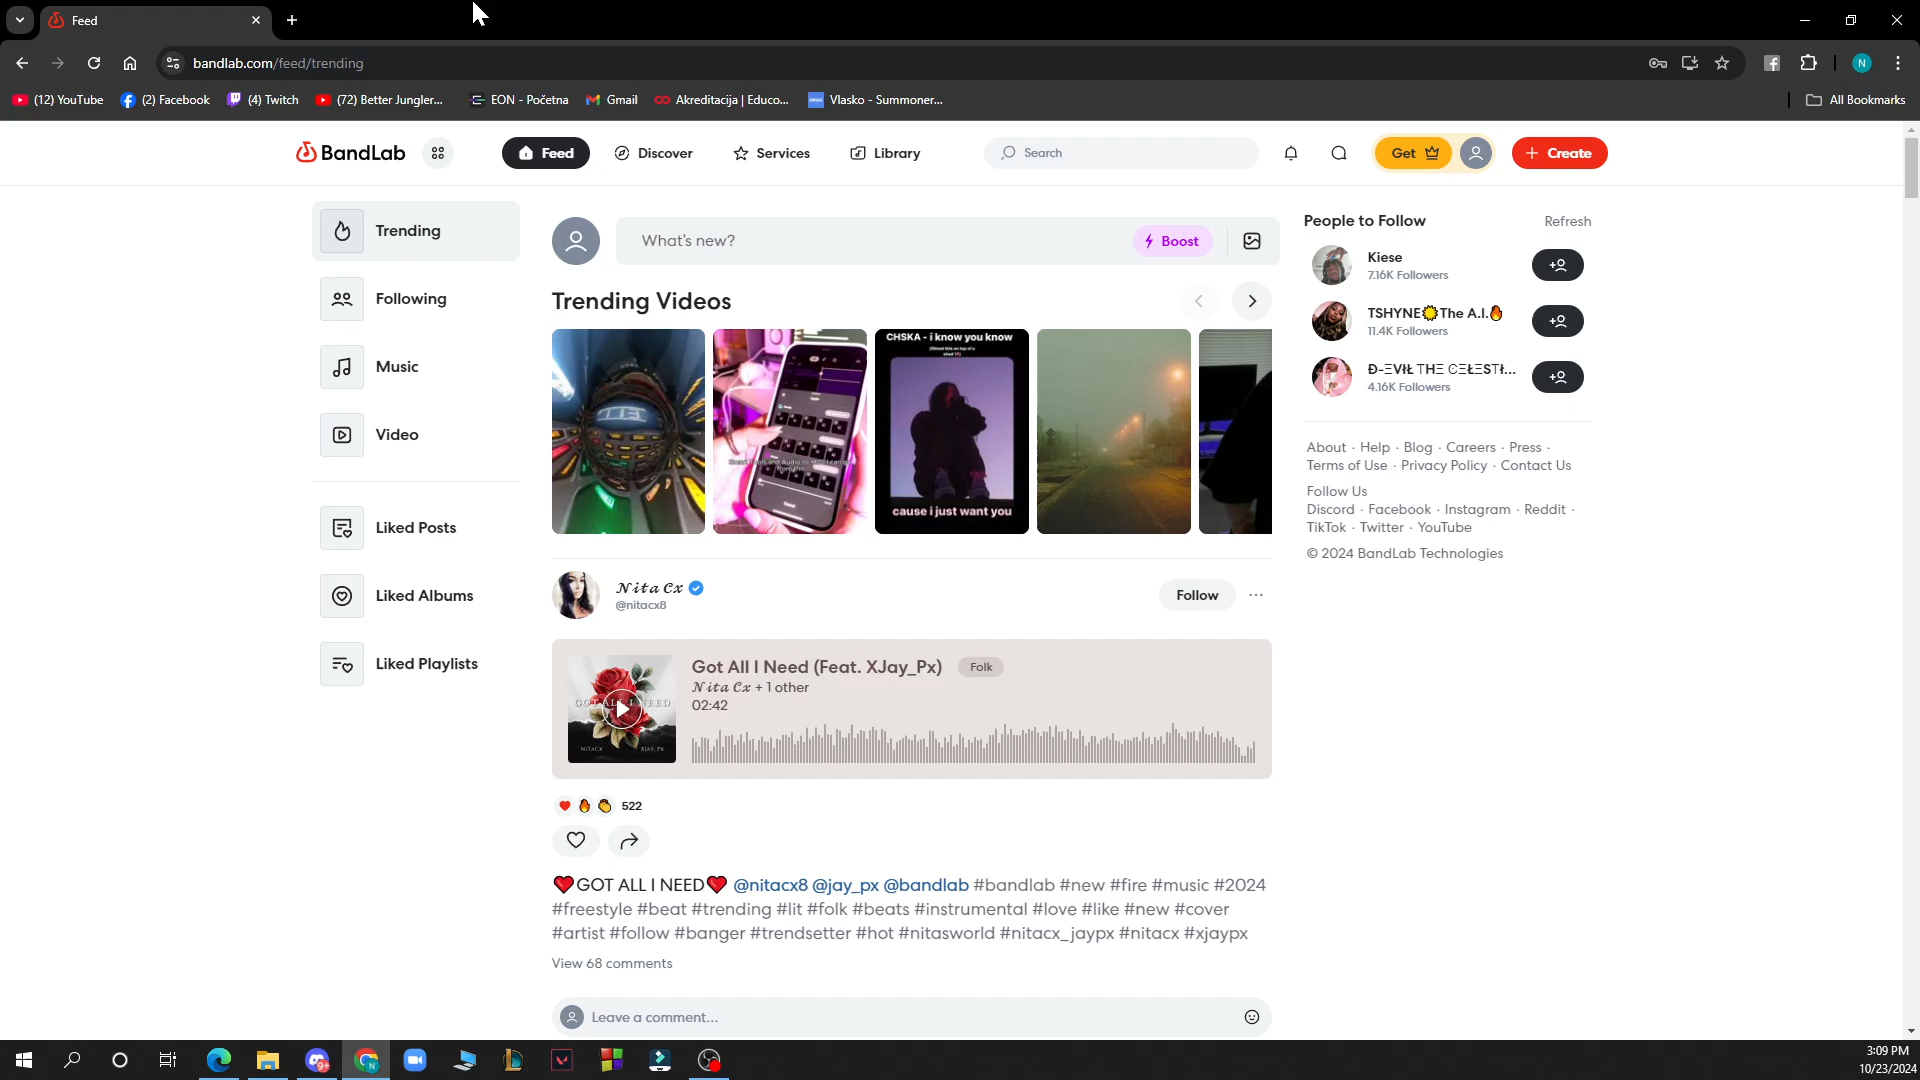 Feed
bandlab.com/feed/trending
(12) YouTube
(2) Facebook
(4) Twitch
(72) Better Jungler...
EON - Početna
Gmail
Akreditacija | Educo...
Vlasko - Summoner...
All Bookmarks
BandLab
Feed
Discover
Services
Library
Search
Get
Create
Trending
Following
Music
Video
Liked Posts
Liked Albums
Liked Playlists
What's new?
Boost
Trending Videos
CHSKA - i know you know
cause i just want you
Nita Cx
@nitacx8
Follow
GOT ALL I NEED
NITACX
XJAY_PX
Got All I Need (Feat. XJay_Px)
Folk
Nita Cx + 1 other
02:42
522
❤️GOT ALL I NEED❤️ @nitacx8 @jay_px @bandlab #bandlab #new #fire #music #2024
#freestyle #beat #trending #lit #folk #beats #instrumental #love #like #new #cover
#artist #follow #banger #trendsetter #hot #nitasworld #nitacx_jaypx #nitacx #xjaypx
View 68 comments
Leave a comment...
People to Follow
Refresh
Kiese
7.16K Followers
TSHYNE🌟The A.I.🔥
11.4K Followers
Đ-ΞVłŁ THΞ CΞŁΞSTł...
4.16K Followers
About · Help · Blog · Careers · Press ·
Terms of Use · Privacy Policy · Contact Us
Follow Us
Discord · Facebook · Instagram · Reddit ·
TikTok · Twitter · YouTube
© 2024 BandLab Technologies
N
9+
3:09 PM
10/23/2024